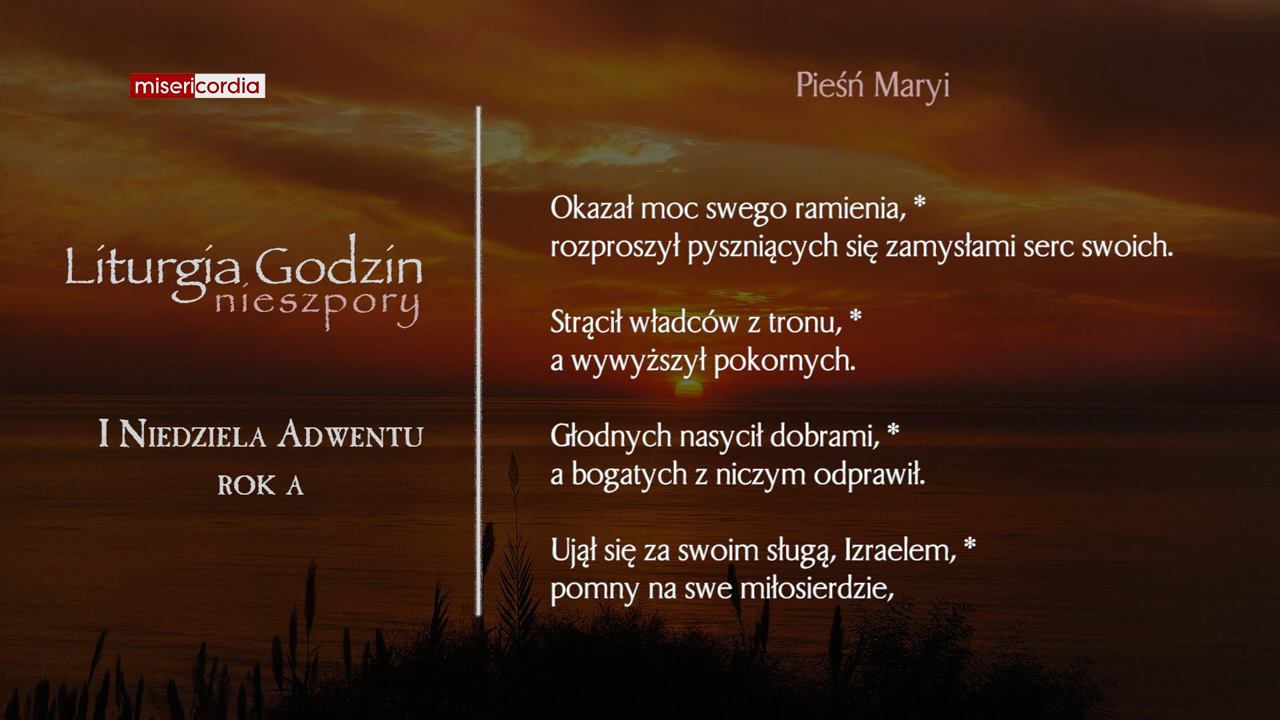 misericordia
Liturgia Godzin
nieszpory
I Niedziela Adwentu
rok a
Pieśń Maryi
Okazał moc swego ramienia, *
rozproszył pyszniących się zamysłami serc swoich.
Strącił władców z tronu, *
a wywyższył pokornych.
Głodnych nasycił dobrami, *
a bogatych z niczym odprawił.
Ujął się za swoim sługą, Izraelem, *
pomny na swe miłosierdzie,